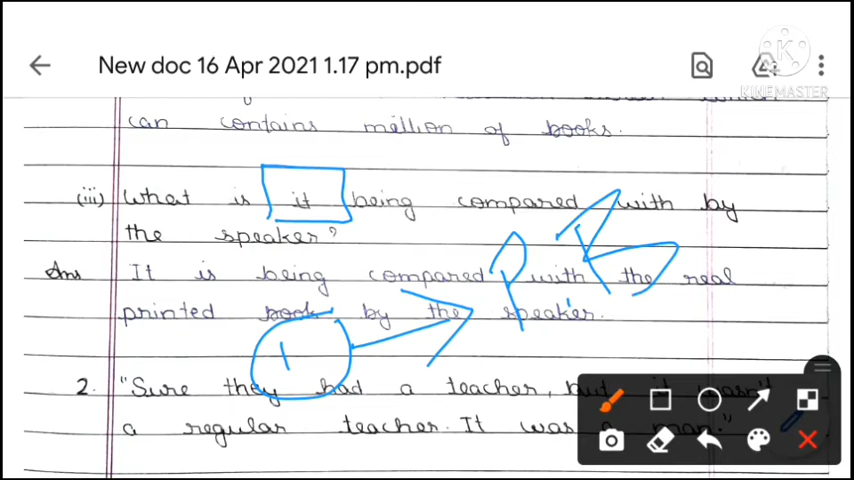 New doc 16 Apr 2021 1.17 pm.pdf
KINEMASTER
can contains million of books.
(iii) What is it being compared with by
the speaker?
Ans It is being compared with the real
printed book by the speaker.
P B
1
2. "Sure they had a teacher, but it wasn't
a regular teacher. It was a man."